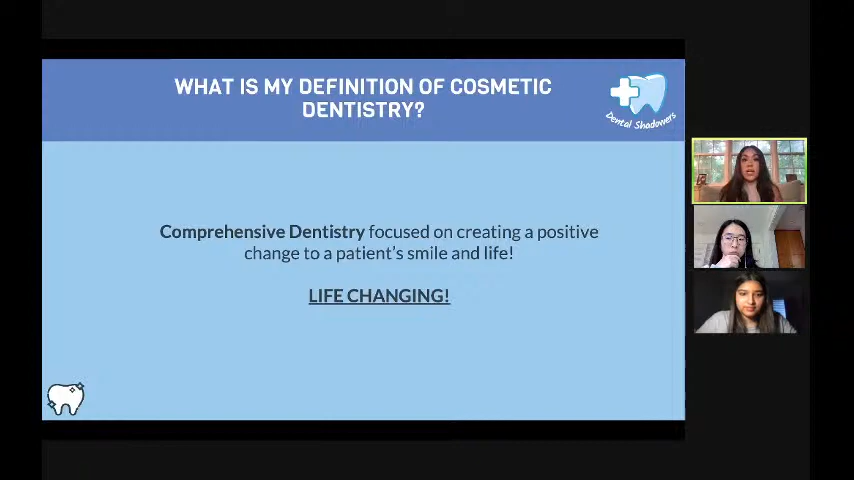 WHAT IS MY DEFINITION OF COSMETIC
DENTISTRY?
Dental Shadowers
Comprehensive Dentistry focused on creating a positive
change to a patient's smile and life!
LIFE CHANGING!